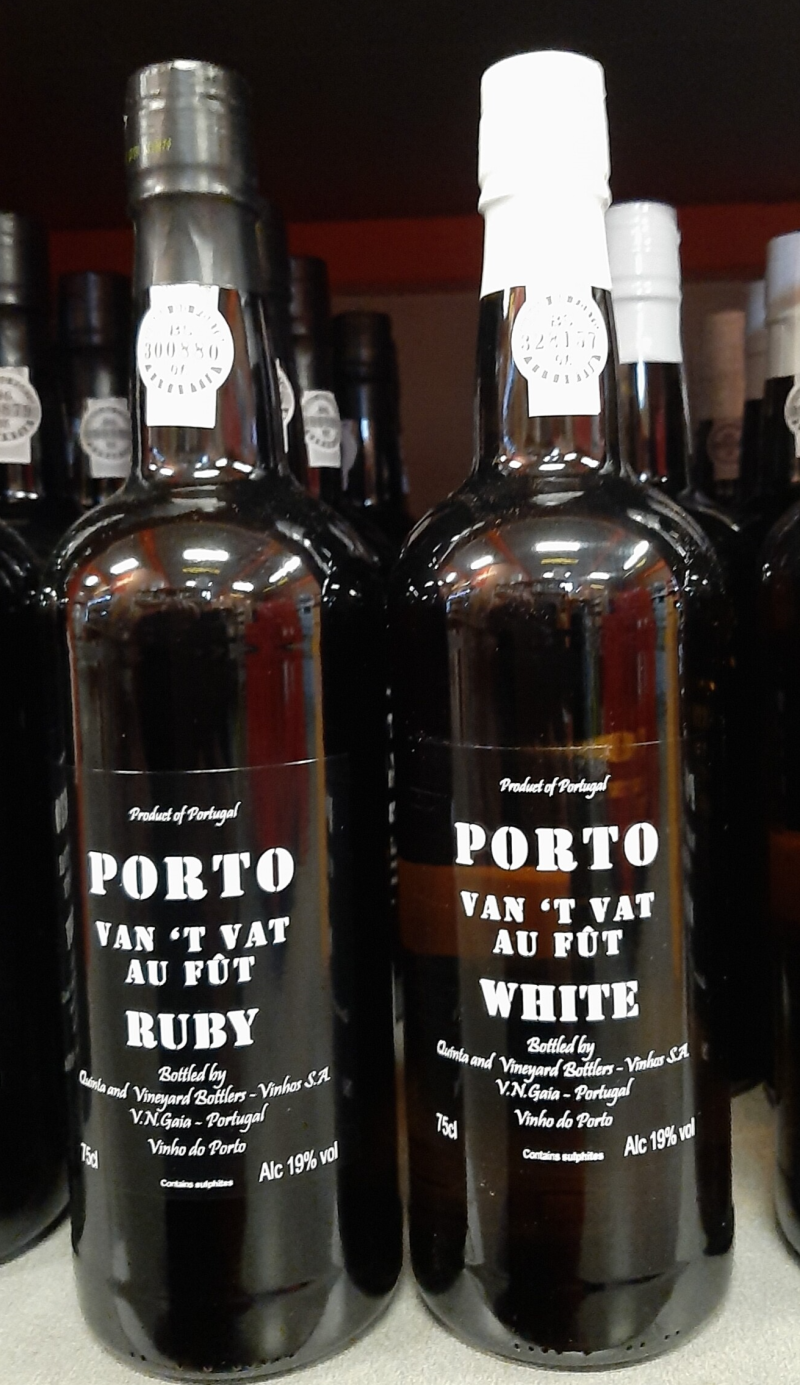 300880
Product of Portugal
PORTO
VAN ‘T VAT
AU FÛT
RUBY
Bottled by
Quinta and Vineyard Bottlers - Vinhos S.A.
V.N.Gaia - Portugal
Vinho do Porto
75cl
Alc 19% vol
Contains sulphites
Product of Portugal
PORTO
VAN ‘T VAT
AU FÛT
WHITE
Bottled by
Quinta and Vineyard Bottlers - Vinhos S.A.
V.N.Gaia - Portugal
Vinho do Porto
75cl
Alc 19% vol
Contains sulphites